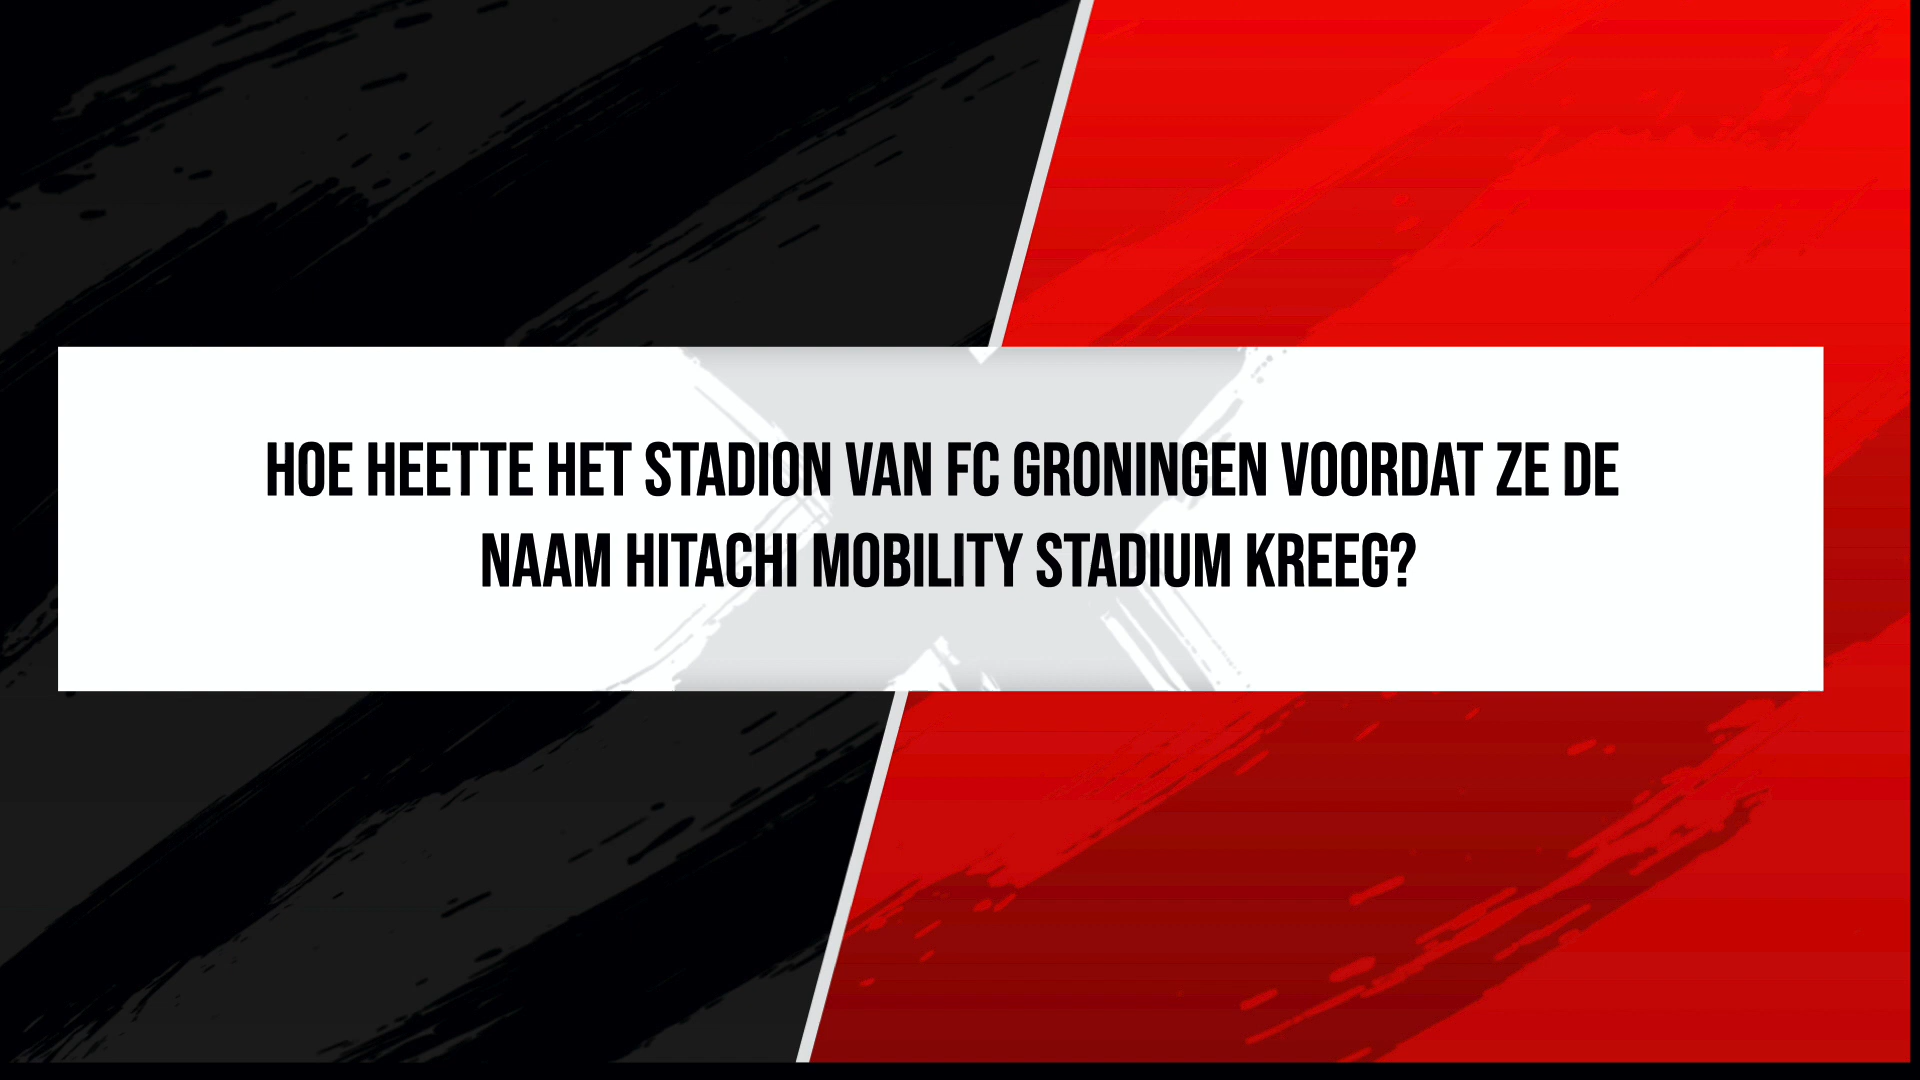 HOE HEETTE HET STADION VAN FC GRONINGEN VOORDAT ZE DE
NAAM HITACHI MOBILITY STADIUM KREEG?